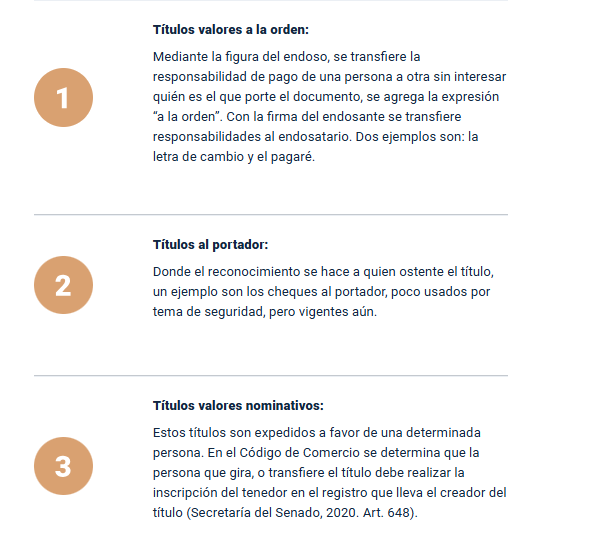 Títulos valores a la orden:
Mediante la figura del endoso, se transfiere la
responsabilidad de pago de una persona a otra sin interesar
quién es el que porte el documento, se agrega la expresión
“a la orden”. Con la firma del endosante se transfiere
responsabilidades al endosatario. Dos ejemplos son: la
letra de cambio y el pagaré.
1
Títulos al portador:
Donde el reconocimiento se hace a quien ostente el título,
un ejemplo son los cheques al portador, poco usados por
tema de seguridad, pero vigentes aún.
2
Títulos valores nominativos:
Estos títulos son expedidos a favor de una determinada
persona. En el Código de Comercio se determina que la
persona que gira, o transfiere el título debe realizar la
inscripción del tenedor en el registro que lleva el creador del
título (Secretaría del Senado, 2020. Art. 648).
3